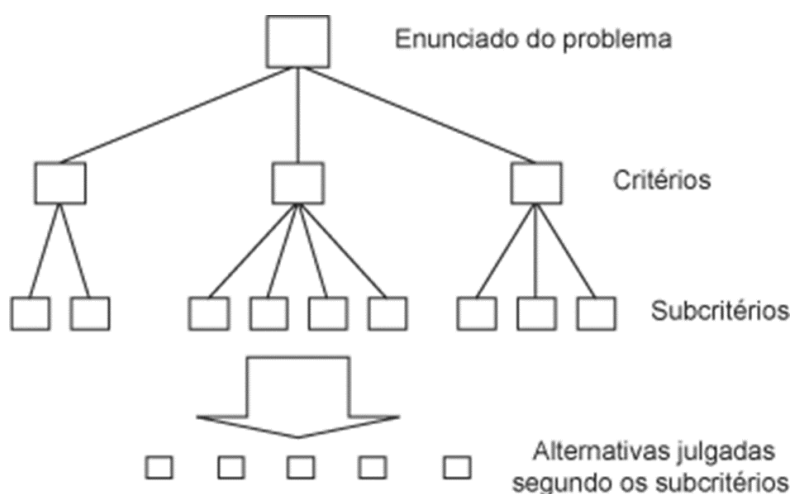 Enunciado do problema
Critérios
Subcritérios
Alternativas julgadas
segundo os subcritérios